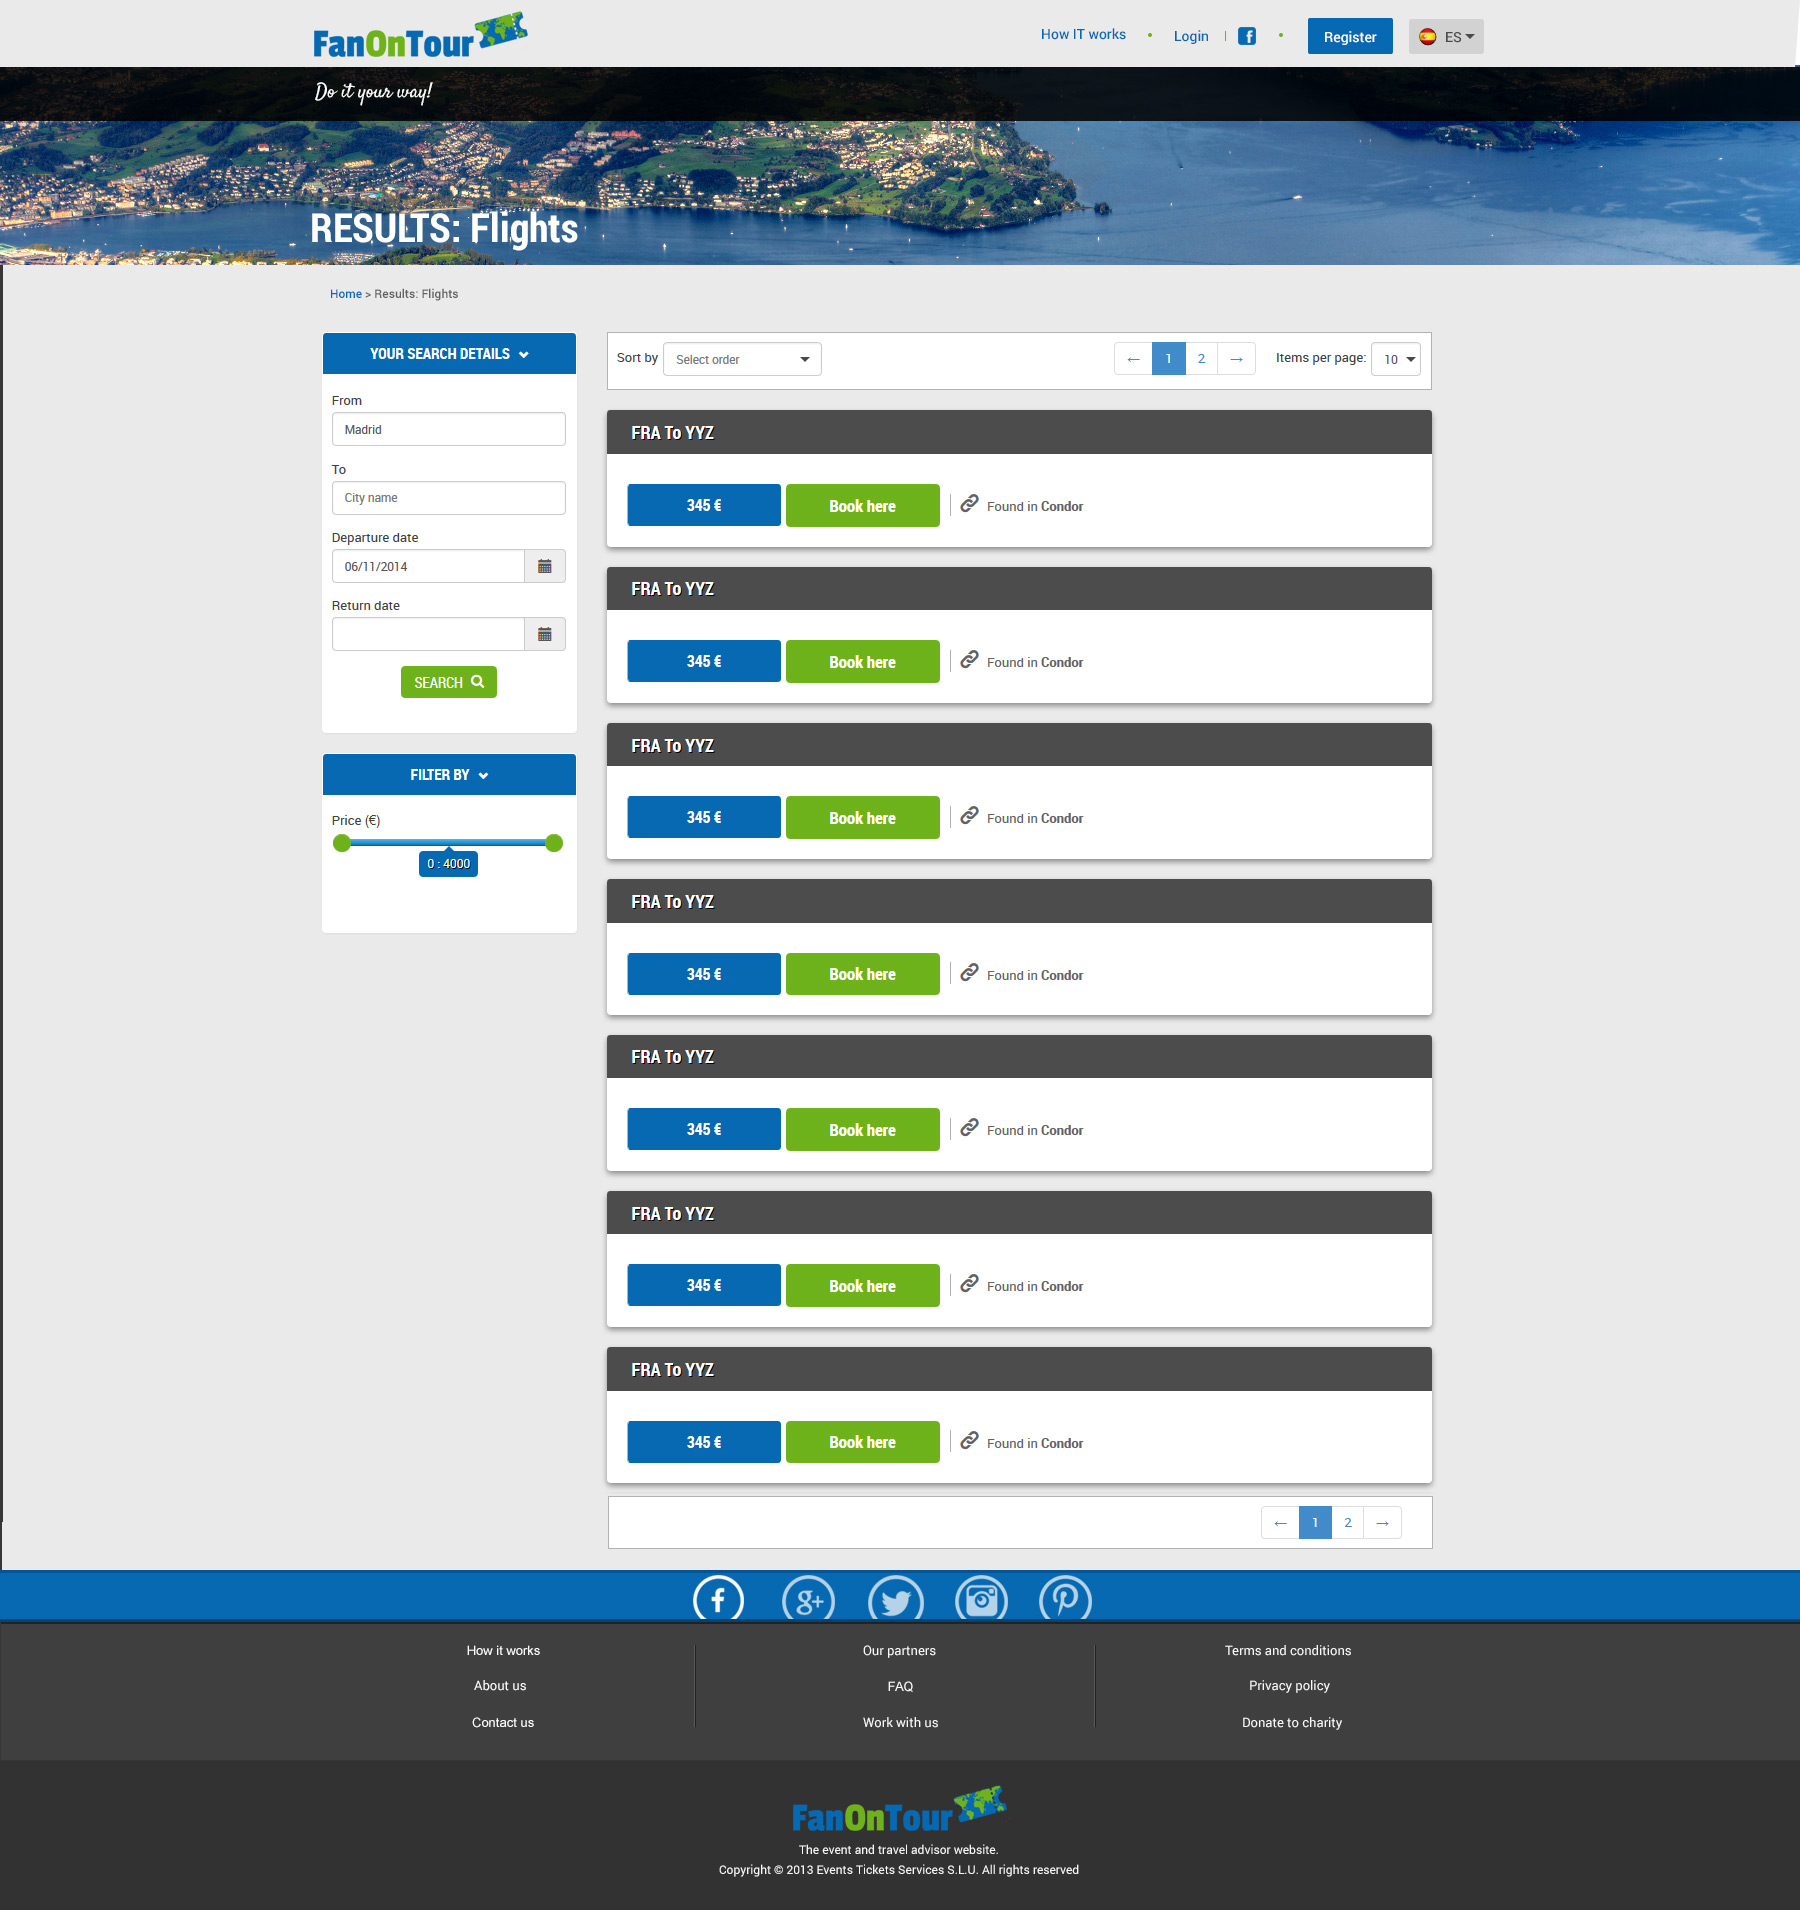 FanOnTour
How IT works • Login | f • Register ES
Do it your way!
RESULTS: Flights
Home > Results: Flights
YOUR SEARCH DETAILS
From
Madrid
To
City name
Departure date
06/11/2014
Return date
SEARCH
FILTER BY
Price (€)
0 : 4000
Sort by Select order ← 1 2 → Items per page: 10
FRA To YYZ
345 € Book here Found in Condor
FRA To YYZ
345 € Book here Found in Condor
FRA To YYZ
345 € Book here Found in Condor
FRA To YYZ
345 € Book here Found in Condor
FRA To YYZ
345 € Book here Found in Condor
FRA To YYZ
345 € Book here Found in Condor
FRA To YYZ
345 € Book here Found in Condor
← 1 2 →
f g+
How it works
About us
Contact us
Our partners
FAQ
Work with us
Terms and conditions
Privacy policy
Donate to charity
FanOnTour
The event and travel advisor website.
Copyright © 2013 Events Tickets Services S.L.U. All rights reserved